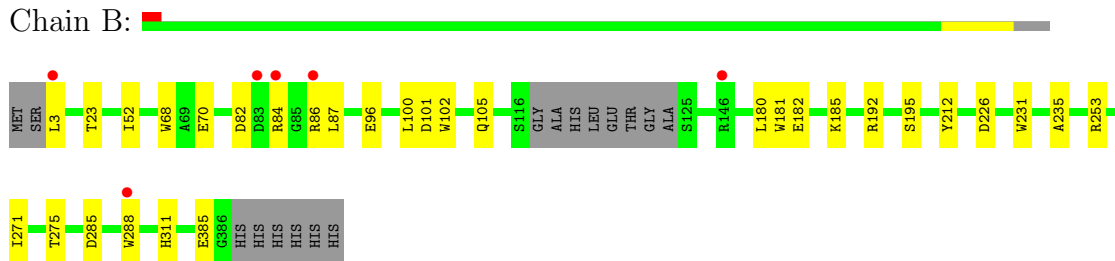 Chain B:
MET SER L3 T23 I52 W68 A69 E70 D82 D83 R84 G85 R86 L87 E96 L100 D101 W102 Q105 S116 GLY ALA HIS LEU GLU THR GLY ALA S125 R146 L180 W181 E182 K185 R192 S195 Y212 D226 W231 A235 R253
I271 T275 D285 W288 H311 E385 G386 HIS HIS HIS HIS HIS HIS